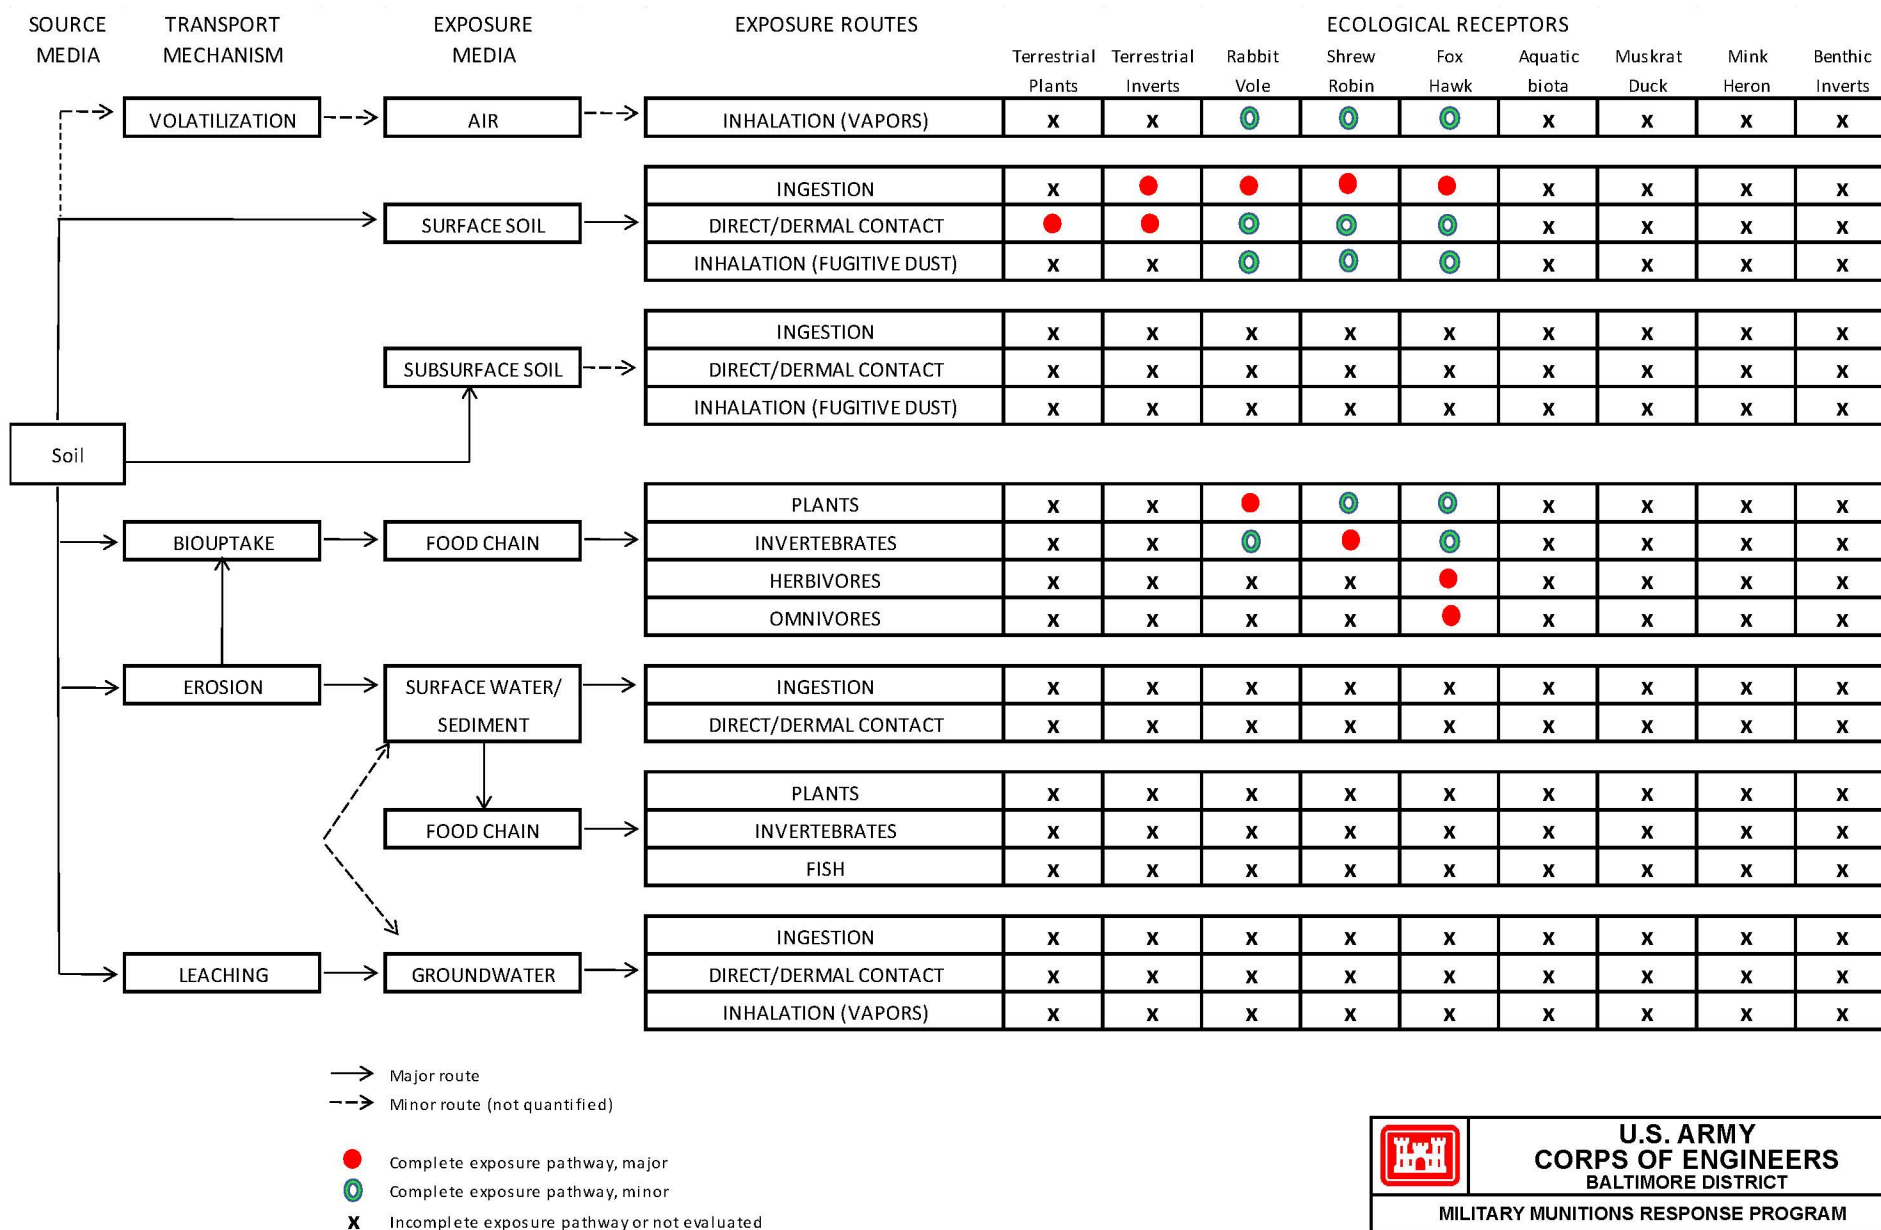 SOURCE MEDIA
TRANSPORT MECHANISM
EXPOSURE MEDIA
EXPOSURE ROUTES
ECOLOGICAL RECEPTORS
Terrestrial Plants
Terrestrial Inverts
Rabbit Vole
Shrew Robin
Fox Hawk
Aquatic biota
Muskrat Duck
Mink Heron
Benthic Inverts
VOLATILIZATION
AIR
INHALATION (VAPORS) x x x x x x
INGESTION x x x x x
SURFACE SOIL
DIRECT/DERMAL CONTACT x x x x
INHALATION (FUGITIVE DUST) x x x x x x
INGESTION x x x x x x x x x
SUBSURFACE SOIL
DIRECT/DERMAL CONTACT x x x x x x x x x
INHALATION (FUGITIVE DUST) x x x x x x x x x
Soil
PLANTS x x x x x x
BIOUPTAKE
FOOD CHAIN
INVERTEBRATES x x x x x x
HERBIVORES x x x x x x x x
OMNIVORES x x x x x x x x
EROSION
SURFACE WATER/
SEDIMENT
INGESTION x x x x x x x x x
DIRECT/DERMAL CONTACT x x x x x x x x x
PLANTS x x x x x x x x x
FOOD CHAIN
INVERTEBRATES x x x x x x x x x
FISH x x x x x x x x x
INGESTION x x x x x x x x x
LEACHING
GROUNDWATER
DIRECT/DERMAL CONTACT x x x x x x x x x
INHALATION (VAPORS) x x x x x x x x x
Major route
Minor route (not quantified)
Complete exposure pathway, major
Complete exposure pathway, minor
x Incomplete exposure pathway or not evaluated
U.S. ARMY
CORPS OF ENGINEERS
BALTIMORE DISTRICT
MILITARY MUNITIONS RESPONSE PROGRAM